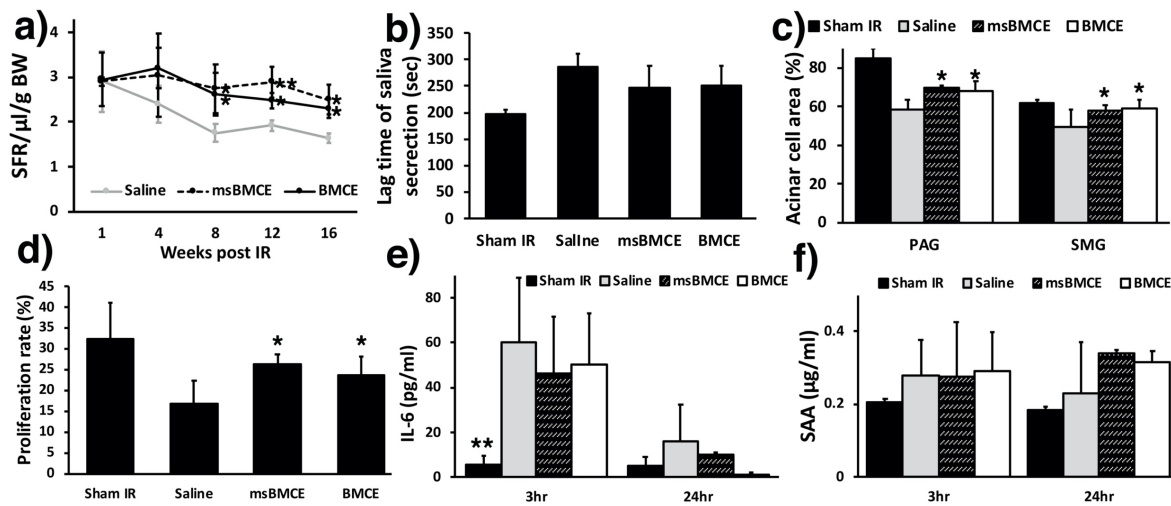 a)
SFR/µl/g BW
4
3
2
1
0
* ** *
* * *
Saline msBMCE BMCE
1 4 8 12 16
Weeks post IR
b)
Lag time of saliva
secrection (sec)
350
300
250
200
150
100
50
0
Sham IR SalIne msBMCE BMCE
c)
Sham IR Saline msBMCE BMCE
Acinar cell area (%)
80
60
40
20
0
* * * *
PAG SMG
d)
Proliferation rate (%)
45
40
35
30
25
20
15
10
5
0
* *
Sham IR Saline msBMCE BMCE
e)
Sham IR Saline msBMCE BMCE
IL-6 (pg/ml)
80
60
40
20
0
**
3hr 24hr
f)
Sham IR Saline msBMCE BMCE
SAA (µg/ml)
0.4
0.2
0
3hr 24hr